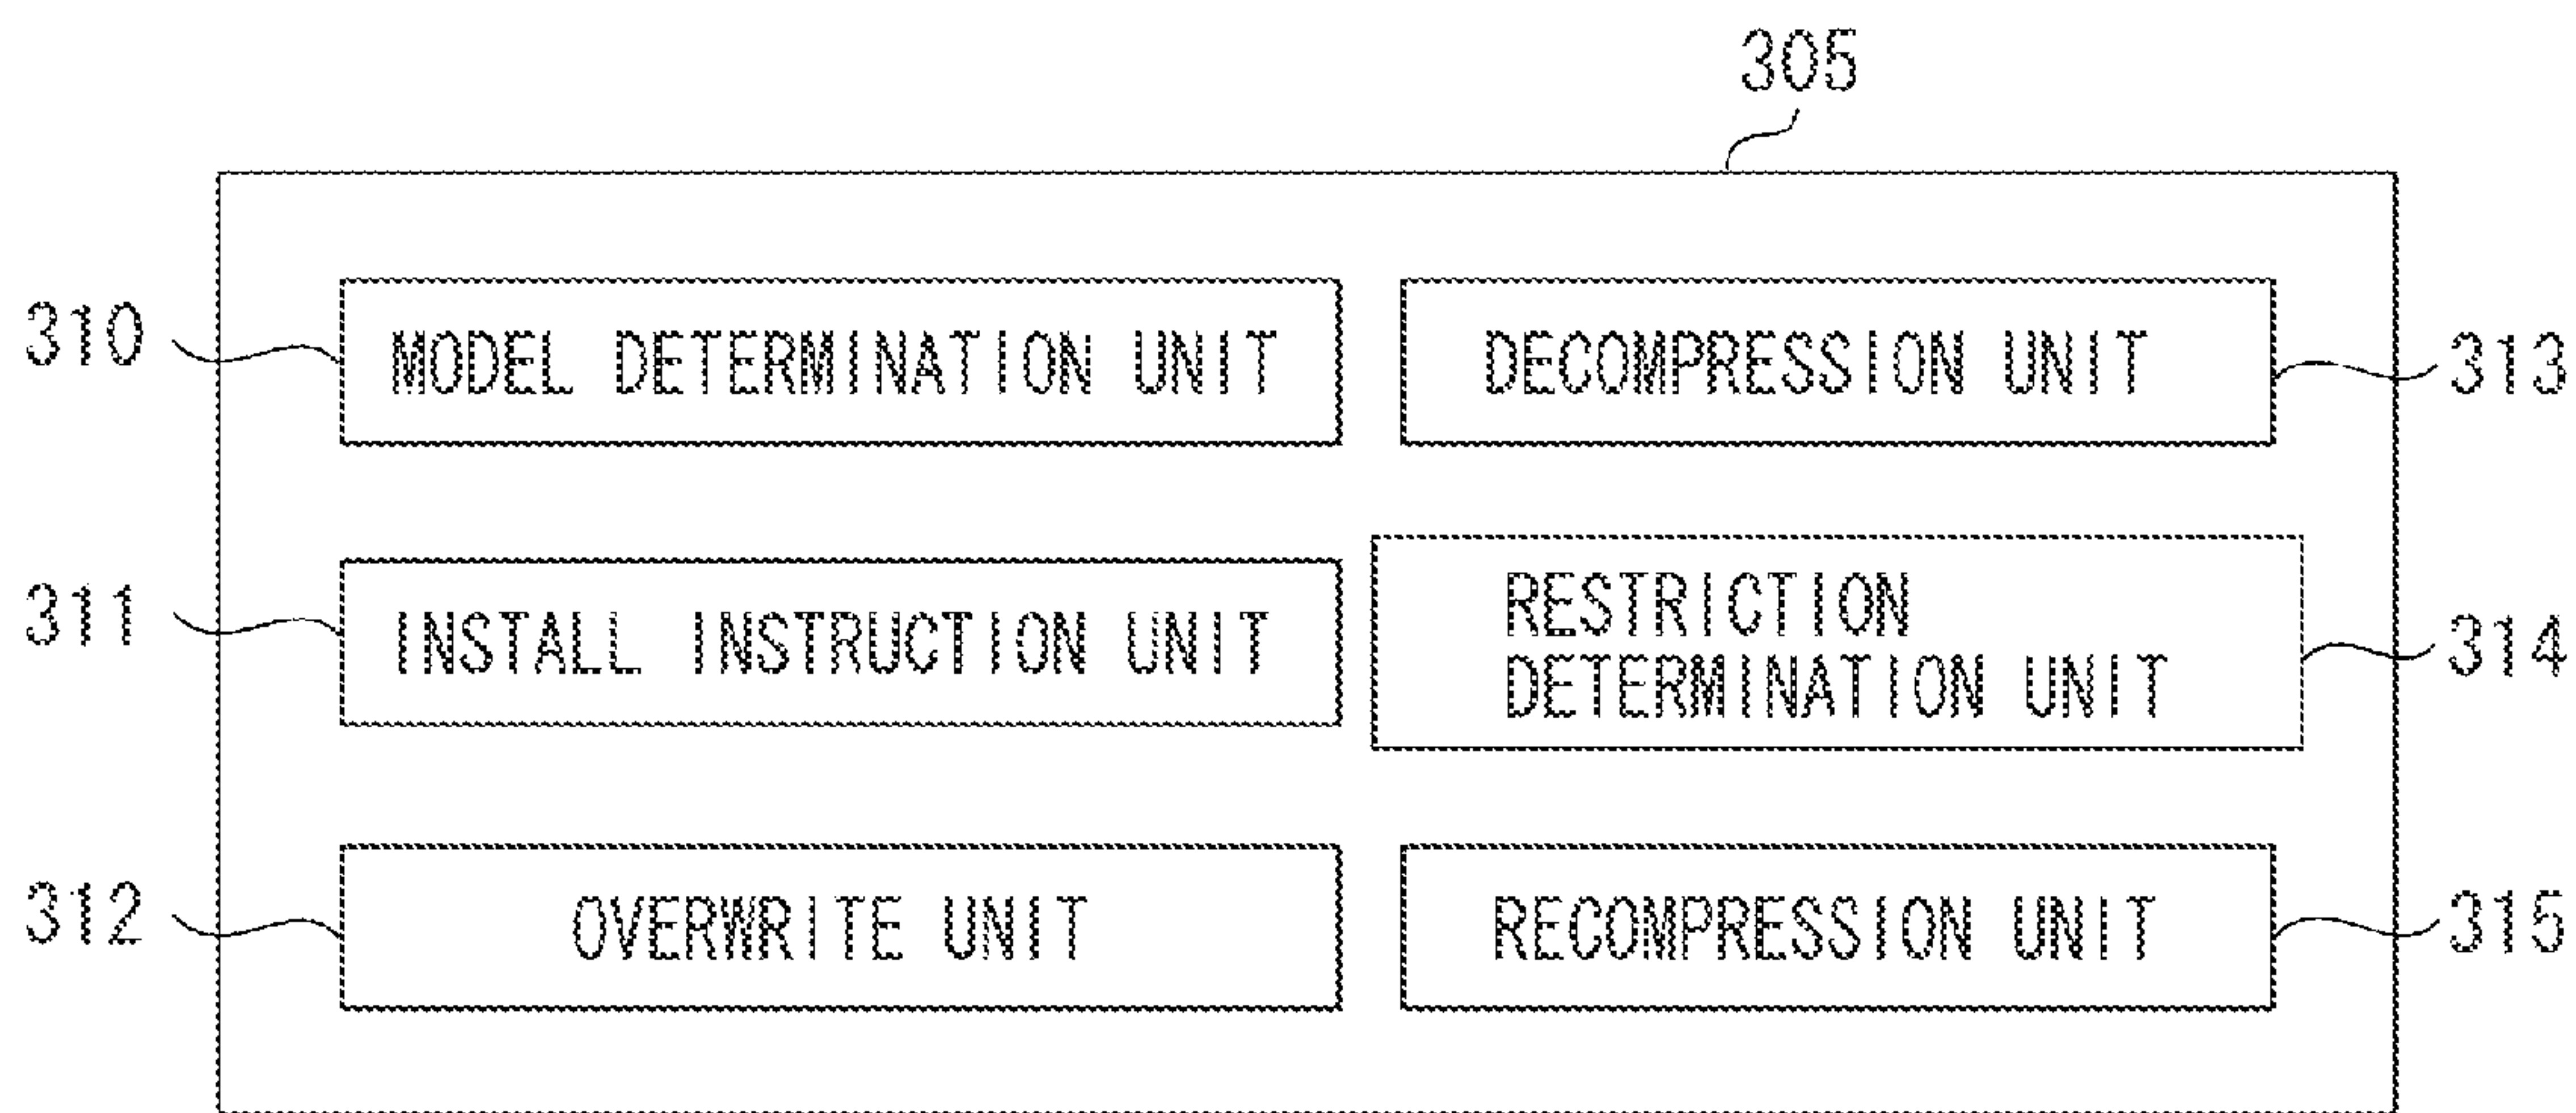 305
310
MODEL DETERMINATION UNIT
DECOMPRESSION UNIT
313
311
INSTALL INSTRUCTION UNIT
RESTRICTION
DETERMINATION UNIT
314
312
OVERWRITE UNIT
RECOMPRESSION UNIT
315